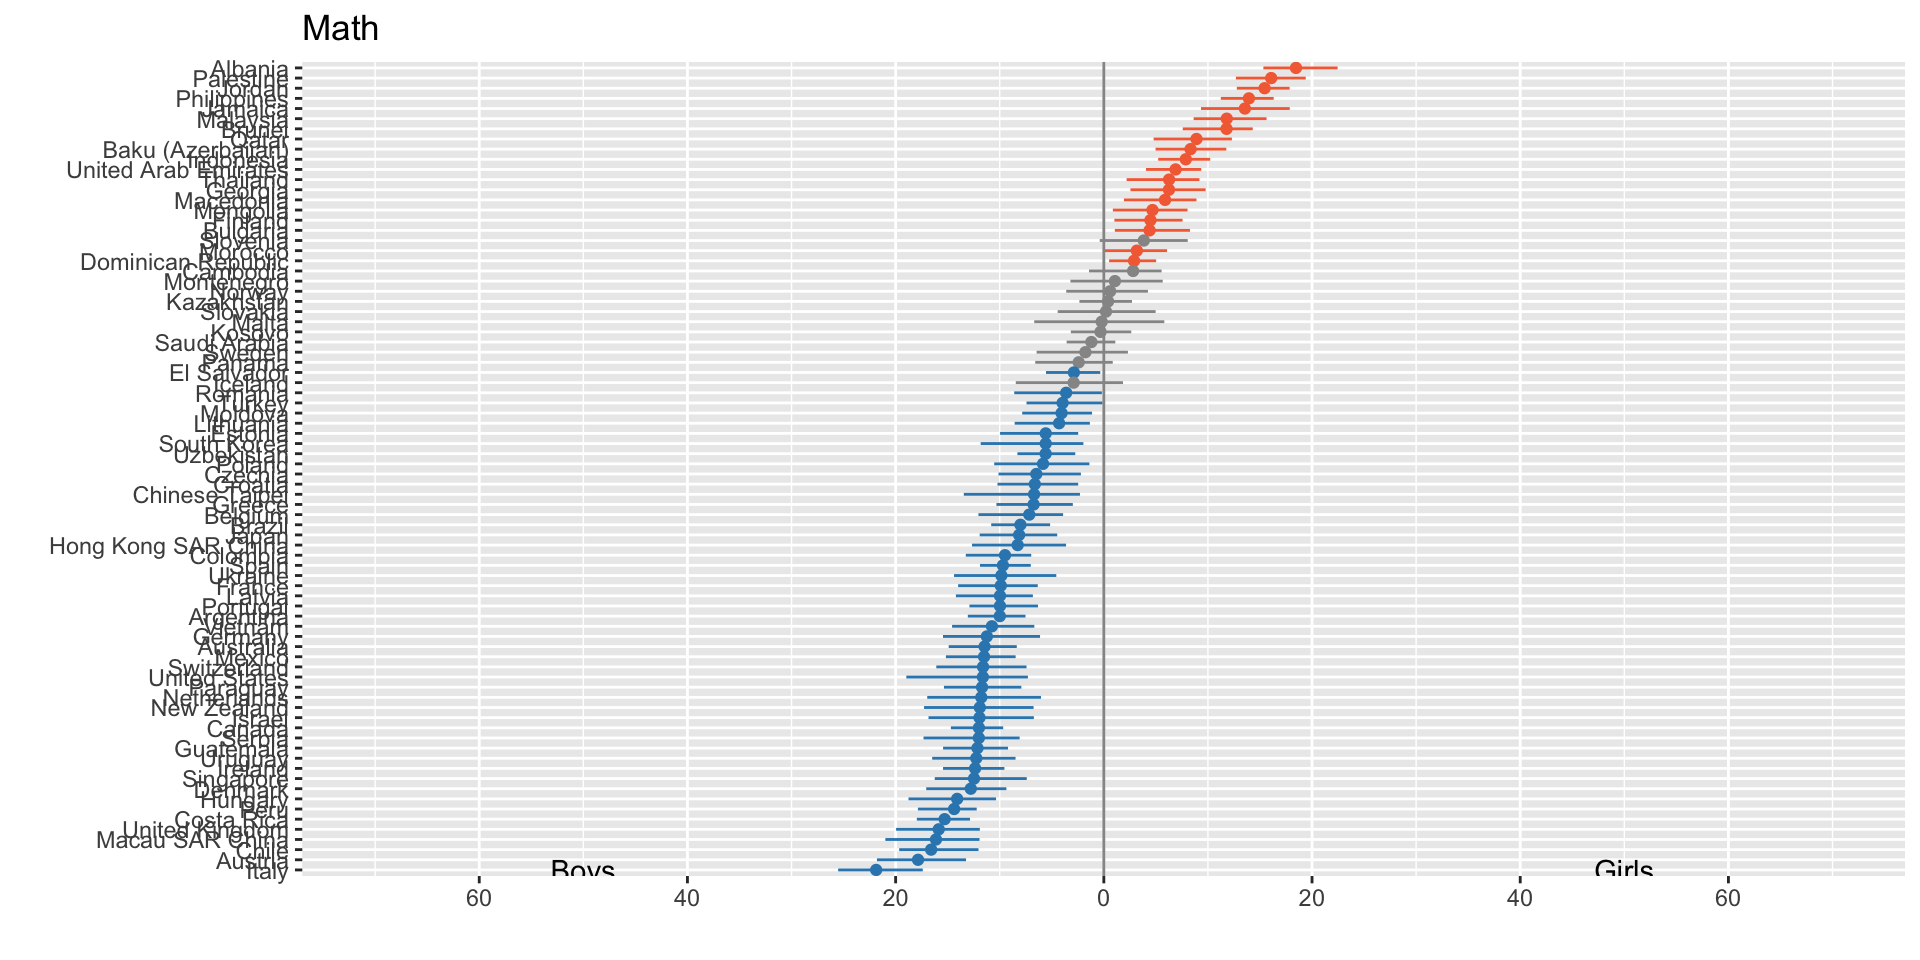 Math
Albania
Palestine
Jordan
Philippines
Jamaica
Malaysia
Brunei
Qatar
Baku (Azerbaijan)
Indonesia
United Arab Emirates
Thailand
Georgia
Macedonia
Mongolia
Finland
Bulgaria
Slovenia
Morocco
Dominican Republic
Cambodia
Montenegro
Norway
Kazakhstan
Slovakia
Malta
Kosovo
Saudi Arabia
Sweden
Panama
El Salvador
Iceland
Romania
Turkey
Moldova
Lithuania
Estonia
South Korea
Uzbekistan
Poland
Czechia
Croatia
Chinese Taipei
Greece
Belgium
Brazil
Japan
Hong Kong SAR China
Colombia
Spain
Ukraine
France
Latvia
Portugal
Argentina
Vietnam
Germany
Australia
Mexico
Switzerland
United States
Paraguay
Netherlands
New Zealand
Israel
Canada
Serbia
Guatemala
Uruguay
Ireland
Singapore
Denmark
Hungary
Peru
Costa Rica
United Kingdom
Macau SAR China
Chile
Austria
Italy
Boys Girls
60 40 20 0 20 40 60